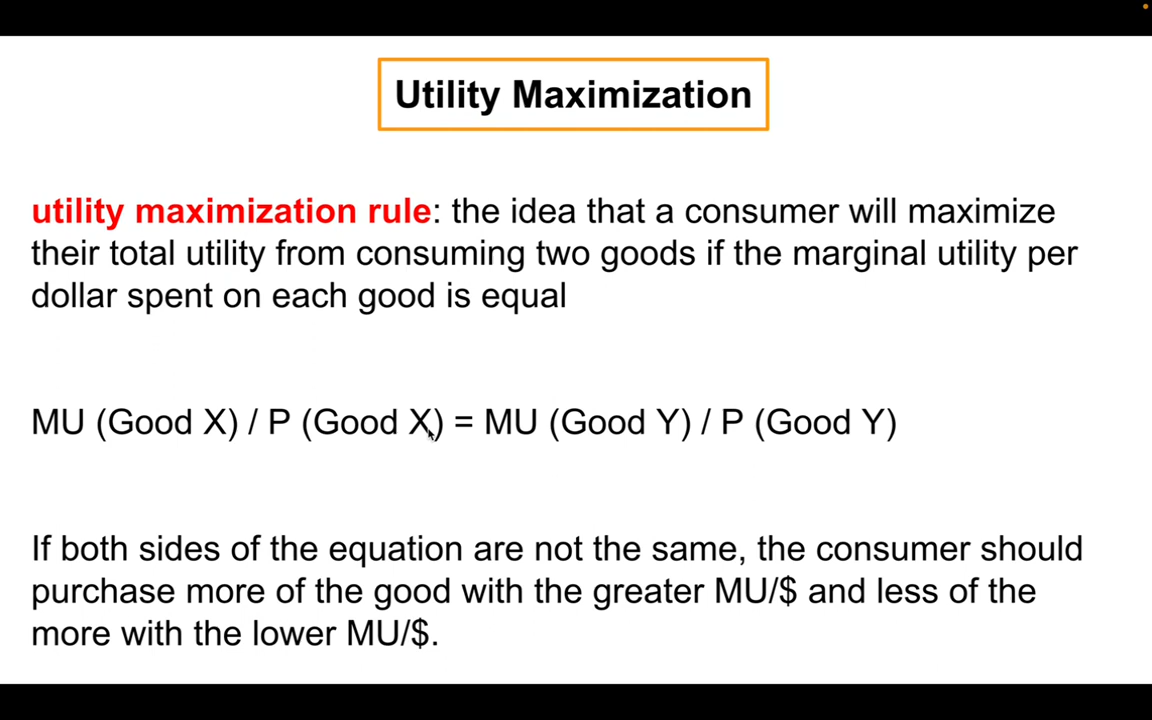 Utility Maximization
utility maximization rule: the idea that a consumer will maximize
their total utility from consuming two goods if the marginal utility per
dollar spent on each good is equal
MU (Good X) / P (Good X) = MU (Good Y) / P (Good Y)
If both sides of the equation are not the same, the consumer should
purchase more of the good with the greater MU/$ and less of the
more with the lower MU/$.